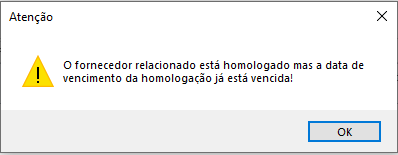 Atenção
O fornecedor relacionado está homologado mas a data de
vencimento da homologação já está vencida!
OK